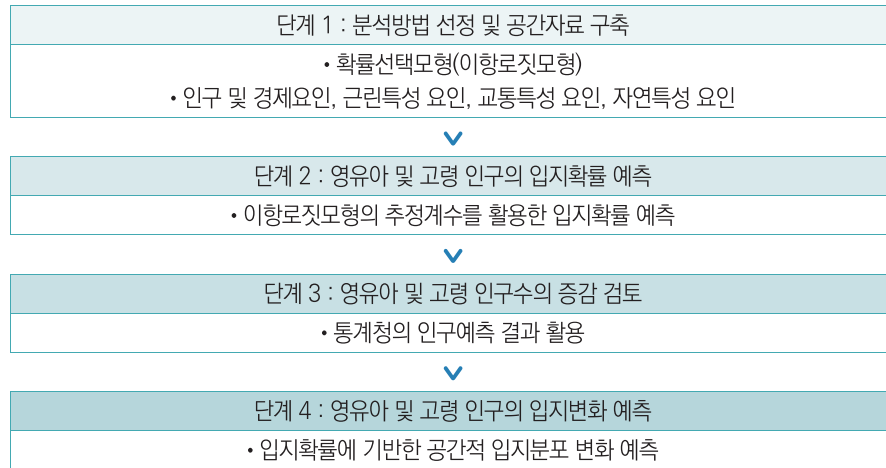 단계 1 : 분석방법 선정 및 공간자료 구축
• 확률선택모형(이항로짓모형)
• 인구 및 경제요인, 근린특성 요인, 교통특성 요인, 자연특성 요인
단계 2 : 영유아 및 고령 인구의 입지확률 예측
• 이항로짓모형의 추정계수를 활용한 입지확률 예측
단계 3 : 영유아 및 고령 인구수의 증감 검토
• 통계청의 인구예측 결과 활용
단계 4 : 영유아 및 고령 인구의 입지변화 예측
• 입지확률에 기반한 공간적 입지분포 변화 예측